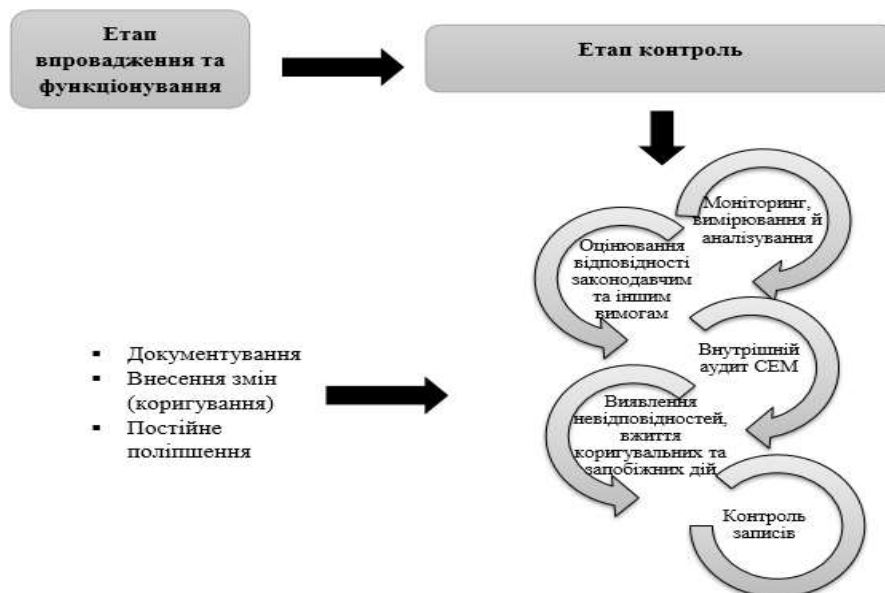 Етап
впровадження та
функціонування
Етап контроль
Моніторинг,
вимірювання й
аналізування
Оцінювання
відповідності
законодавчим
та іншим
вимогам
Внутрішній
аудит СЕМ
▪ Документування
▪ Внесення змін
(коригування)
▪ Постійне
поліпшення
Виявлення
невідповідностей,
вжиття
коригувальних та
запобіжних дій
Контроль
записів